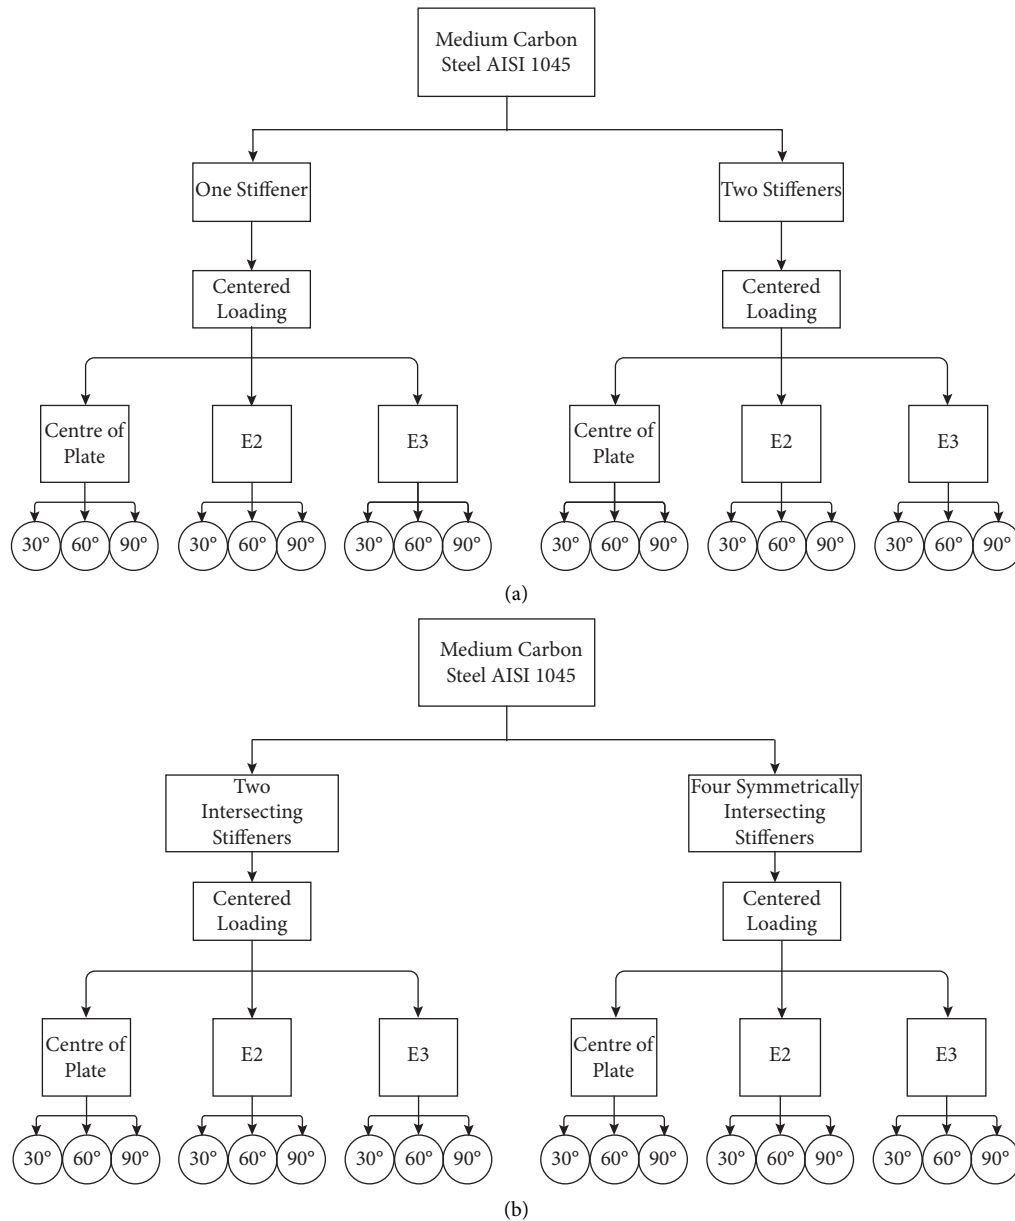 Medium Carbon
Steel AISI 1045
One Stiffener
Two Stiffeners
Centered
Loading
Centered
Loading
Centre of
Plate
E2
E3
Centre of
Plate
E2
E3
30° 60° 90° 30° 60° 90° 30° 60° 90° 30° 60° 90° 30° 60° 90° 30° 60° 90°
(a)
Medium Carbon
Steel AISI 1045
Two
Intersecting
Stiffeners
Four Symmetrically
Intersecting
Stiffeners
Centered
Loading
Centered
Loading
Centre of
Plate
E2
E3
Centre of
Plate
E2
E3
30° 60° 90° 30° 60° 90° 30° 60° 90° 30° 60° 90° 30° 60° 90° 30° 60° 90°
(b)